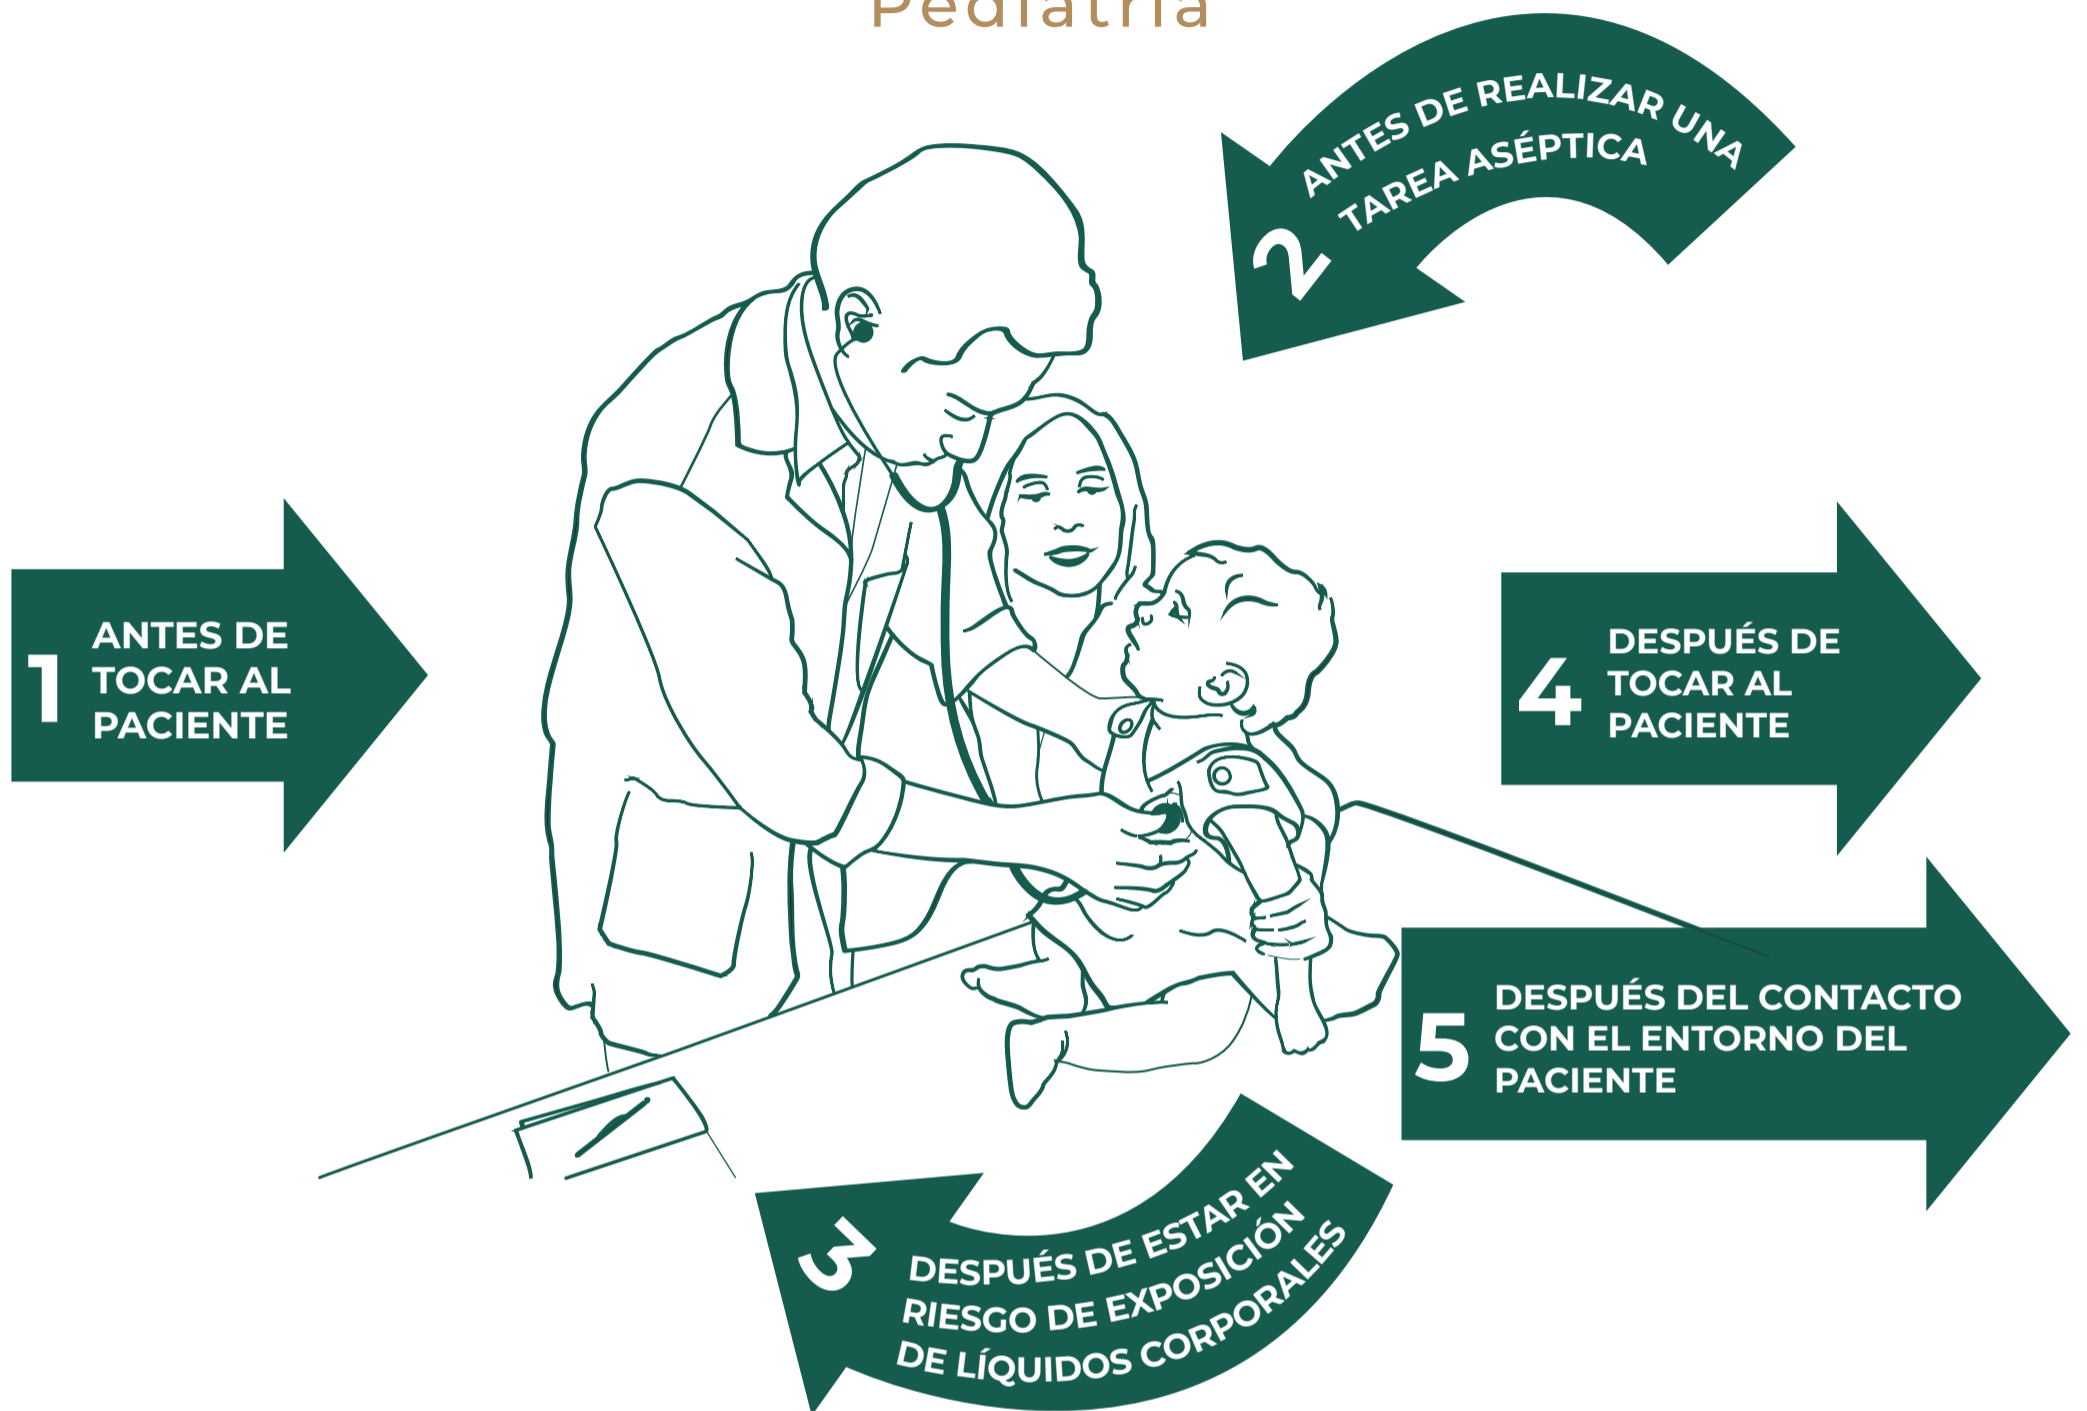 Pediatría
ANTES DE REALIZAR UNA
TAREA ASÉPTICA
2
1
ANTES DE
TOCAR AL
PACIENTE
4
DESPUÉS DE
TOCAR AL
PACIENTE
5
DESPUÉS DEL CONTACTO
CON EL ENTORNO DEL
PACIENTE
3
DESPUÉS DE ESTAR EN
RIESGO DE EXPOSICIÓN
DE LÍQUIDOS CORPORALES